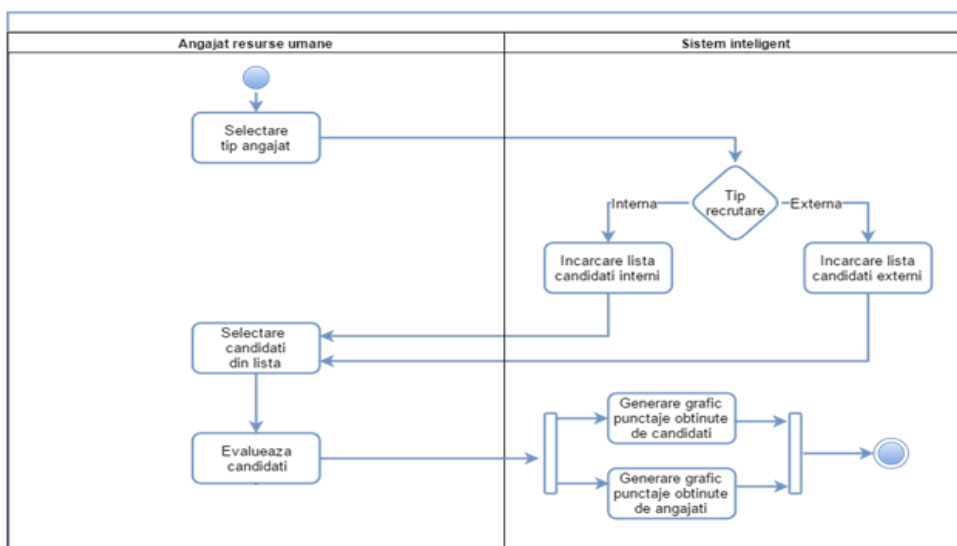 Angajat resurse umane
Sistem inteligent
Selectare
tip angajat
Tip
recrutare
Interna
Externa
Incarcare lista
candidati interni
Incarcare lista
candidati externi
Selectare
candidati
din lista
Evalueaza
candidati
Generare grafic
punctaje obtinute
de candidati
Generare grafic
punctaje obtinute
de angajati